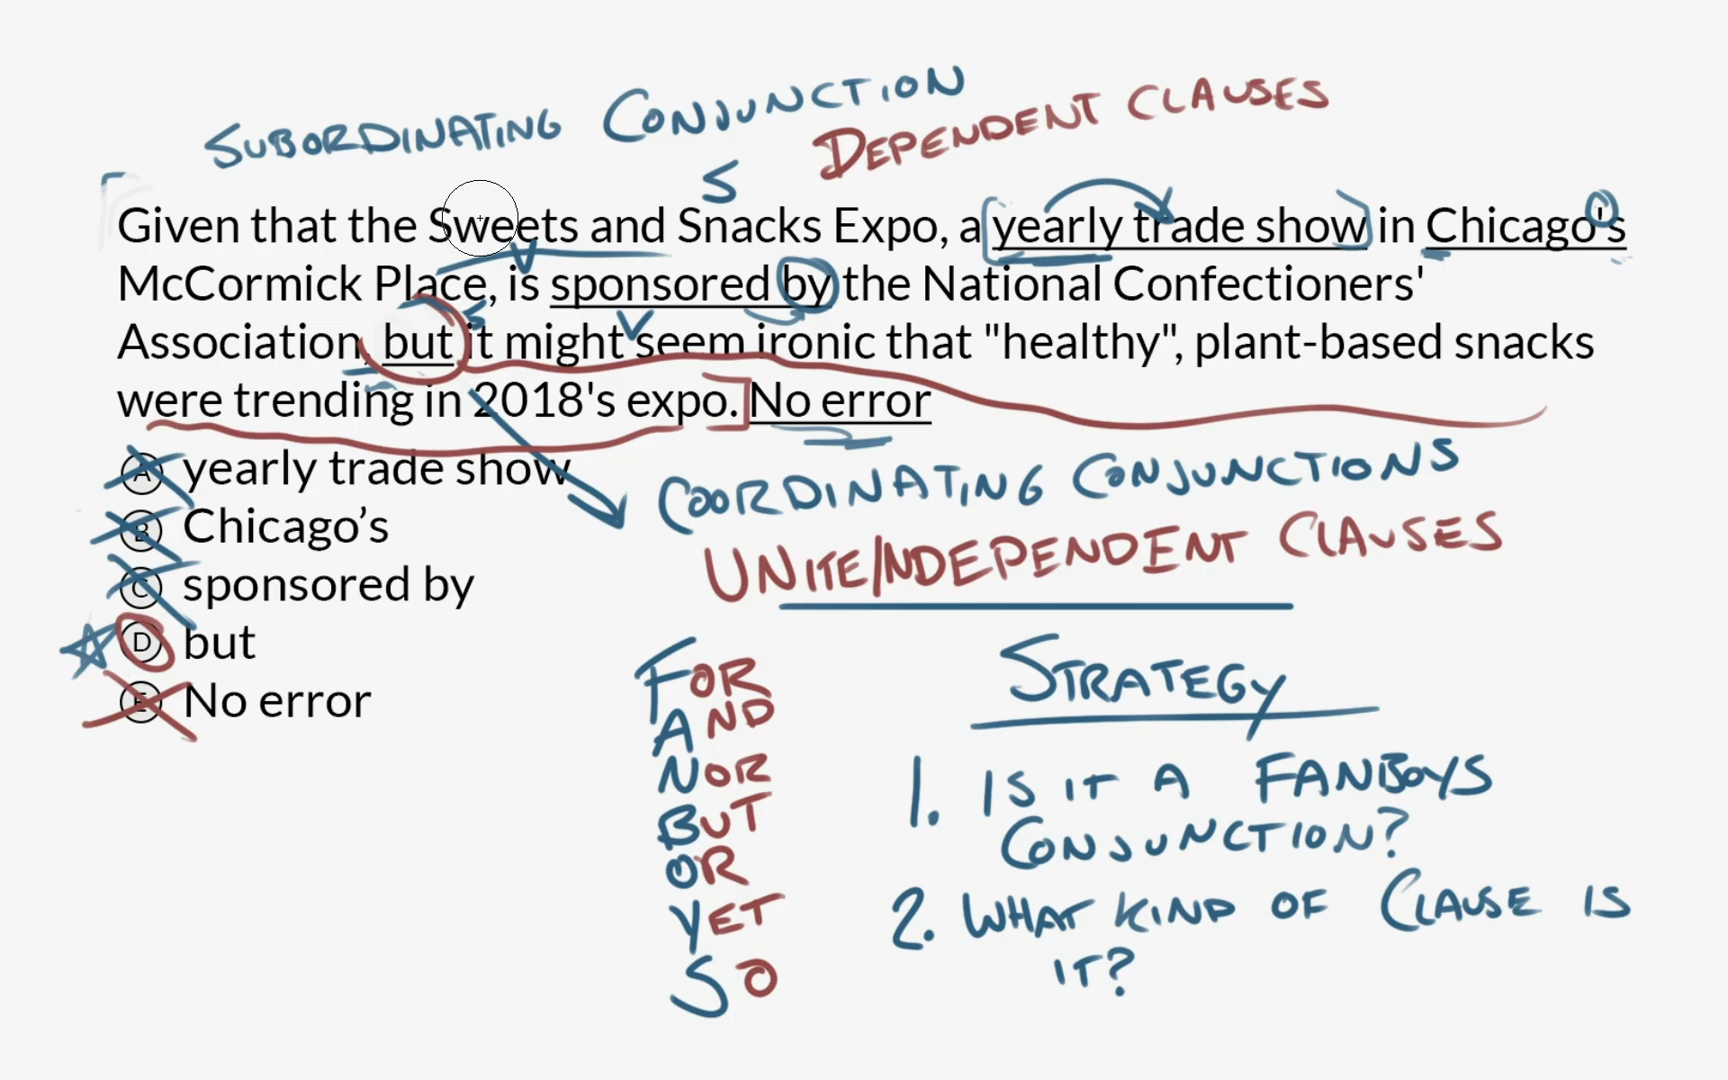 SUBORDINATING CONJUNCTION
DEPENDENT CLAUSES
S
Given that the Sweets and Snacks Expo, a yearly trade show in Chicago's
V
McCormick Place, is sponsored by the National Confectioners'
S V
Association, but it might seem ironic that "healthy", plant-based snacks
were trending in 2018's expo. No error
A yearly trade show
B Chicago’s
C sponsored by
D but
E No error
COORDINATING CONJUNCTIONS
UNITE INDEPENDENT CLAUSES
FOR
AND
NOR
BUT
OR
YET
SO
STRATEGY
1. IS IT A FANBOYS
CONJUNCTION?
2. WHAT KIND OF CLAUSE IS
IT?